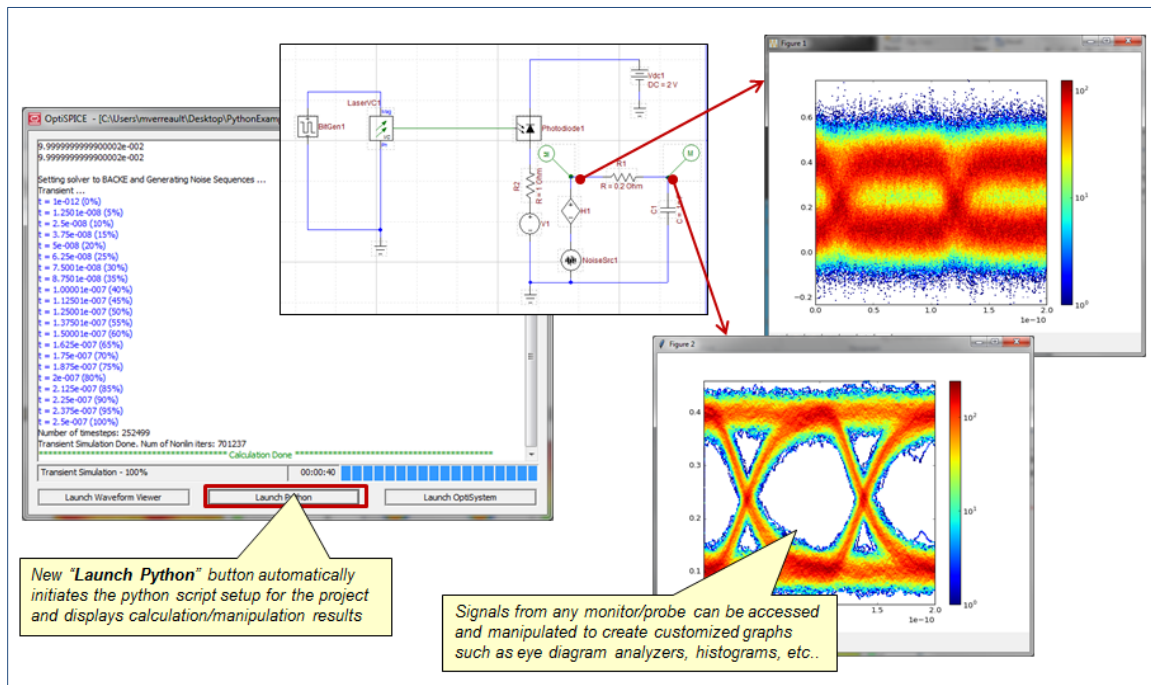 OptiSPICE - [C:\Users\mverreault\Desktop\PythonExamp
9.9999999999900002e-002
9.9999999999900002e-002
Setting solver to BACKE and Generating Noise Sequences ...
Transient ...
t = 1e-012 (0%)
t = 1.2501e-008 (5%)
t = 2.5e-008 (10%)
t = 3.75e-008 (15%)
t = 5e-008 (20%)
t = 6.25e-008 (25%)
t = 7.5001e-008 (30%)
t = 8.7501e-008 (35%)
t = 1.00001e-007 (40%)
t = 1.12501e-007 (45%)
t = 1.25001e-007 (50%)
t = 1.37501e-007 (55%)
t = 1.50001e-007 (60%)
t = 1.625e-007 (65%)
t = 1.75e-007 (70%)
t = 1.875e-007 (75%)
t = 2e-007 (80%)
t = 2.125e-007 (85%)
t = 2.25e-007 (90%)
t = 2.375e-007 (95%)
t = 2.5e-007 (100%)
Number of timesteps: 252499
Transient Simulation Done. Num of Nonlin iters: 701237
Calculation Done
Transient Simulation - 100%
00:00:40
Launch Waveform Viewer
Launch Python
Launch OptiSystem
New "Launch Python" button automatically
initiates the python script setup for the project
and displays calculation/manipulation results
BitGen1
LaserVC1
Mag
Ph
Photodiode1
Vdc1
DC = 2 V
R2
R = 1 Ohm
V1
M
H1
NoiseSrc1
R1
R = 0.2 Ohm
M
C1
Figure 1
0.6
0.4
0.2
0.0
−0.2
0.0
0.5
1.0
1.5
2.0
1e−10
10²
10¹
10⁰
Figure 2
0.4
0.3
0.2
0.1
1.5
2.0
1e−10
10²
10¹
10⁰
Signals from any monitor/probe can be accessed
and manipulated to create customized graphs
such as eye diagram analyzers, histograms, etc..